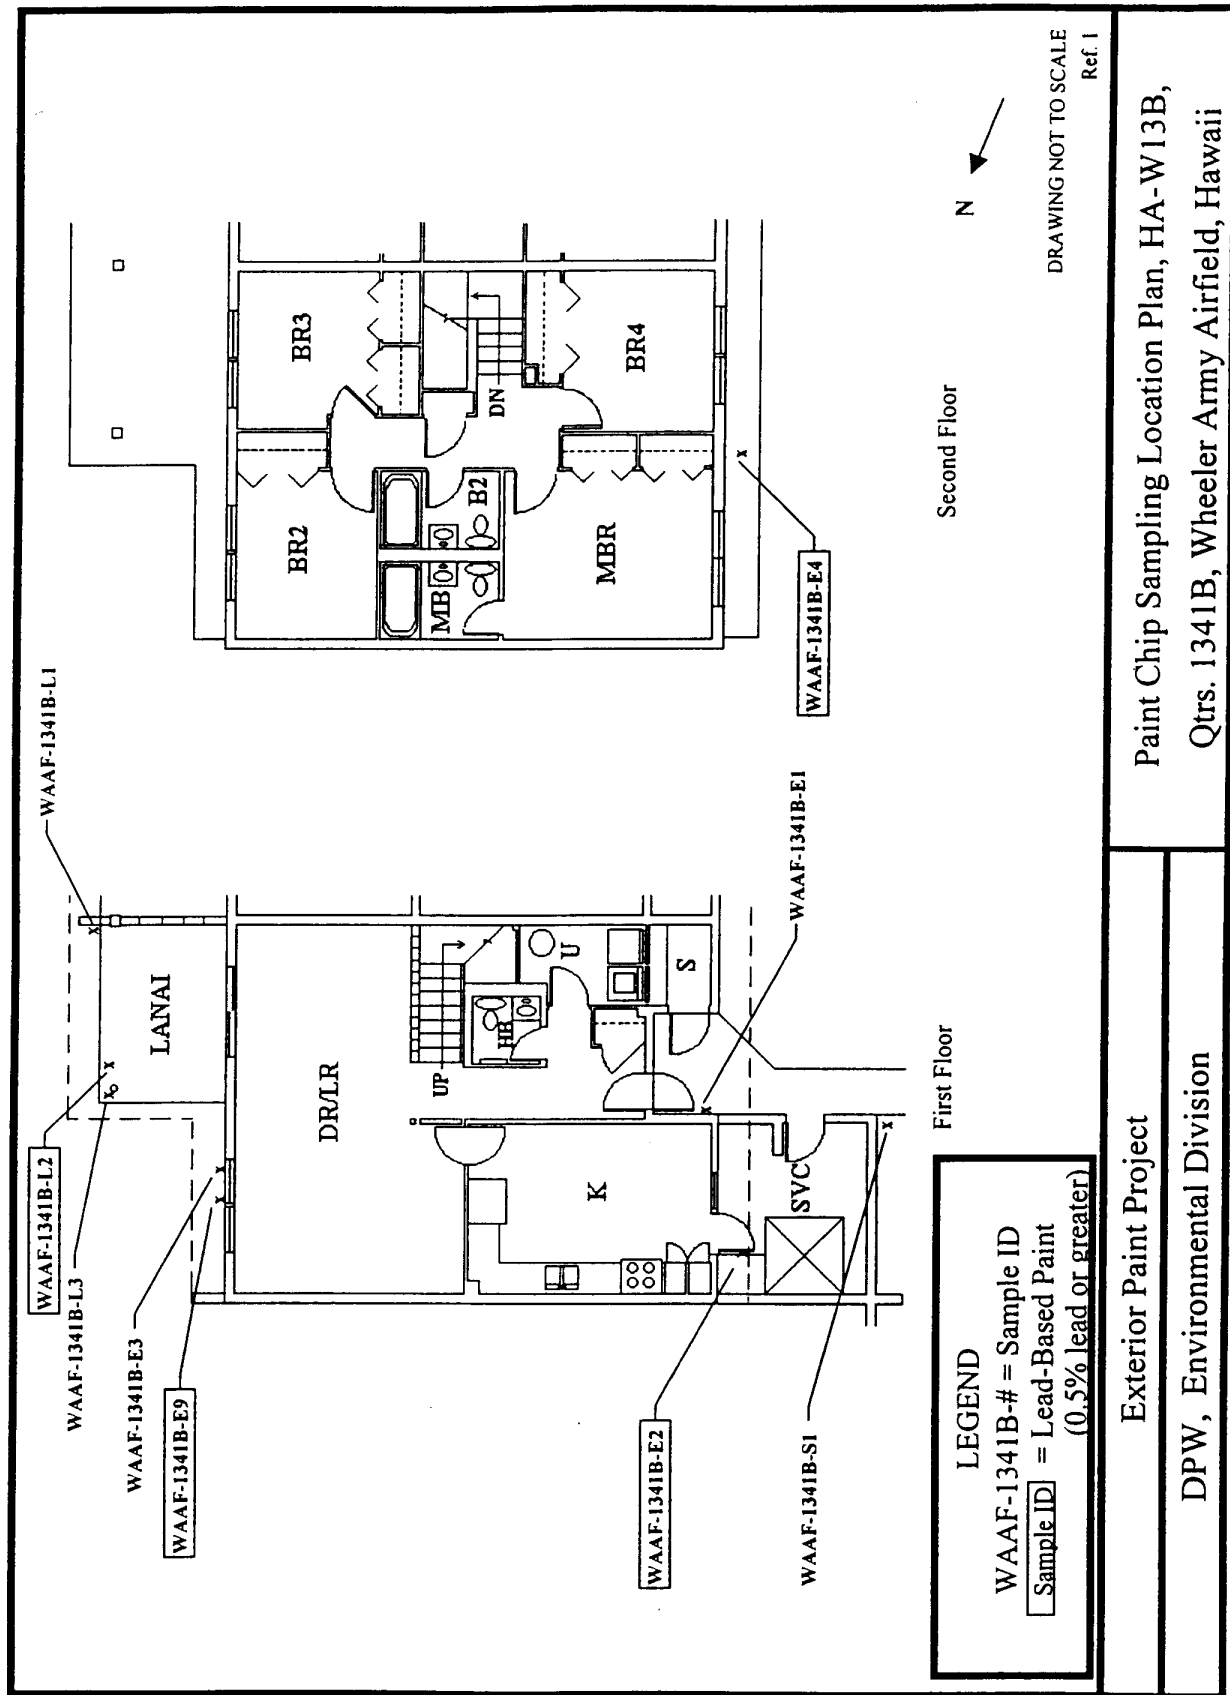 WAAF-1341B-L2
WAAF-1341B-L3
WAAF-1341B-E3
WAAF-1341B-E9
WAAF-1341B-L1
LANAI
DR/LR
UP
HB
U
K
S
SVC
WAAF-1341B-E2
WAAF-1341B-S1
WAAF-1341B-E1
First Floor
BR2
BR3
MB
B2
DN
MBR
BR4
WAAF-1341B-E4
Second Floor
N
DRAWING NOT TO SCALE
Ref. 1
LEGEND
WAAF-1341B-# = Sample ID
Sample ID = Lead-Based Paint
(0.5% lead or greater)
Exterior Paint Project
DPW, Environmental Division
Paint Chip Sampling Location Plan, HA-W13B,
Qtrs. 1341B, Wheeler Army Airfield, Hawaii